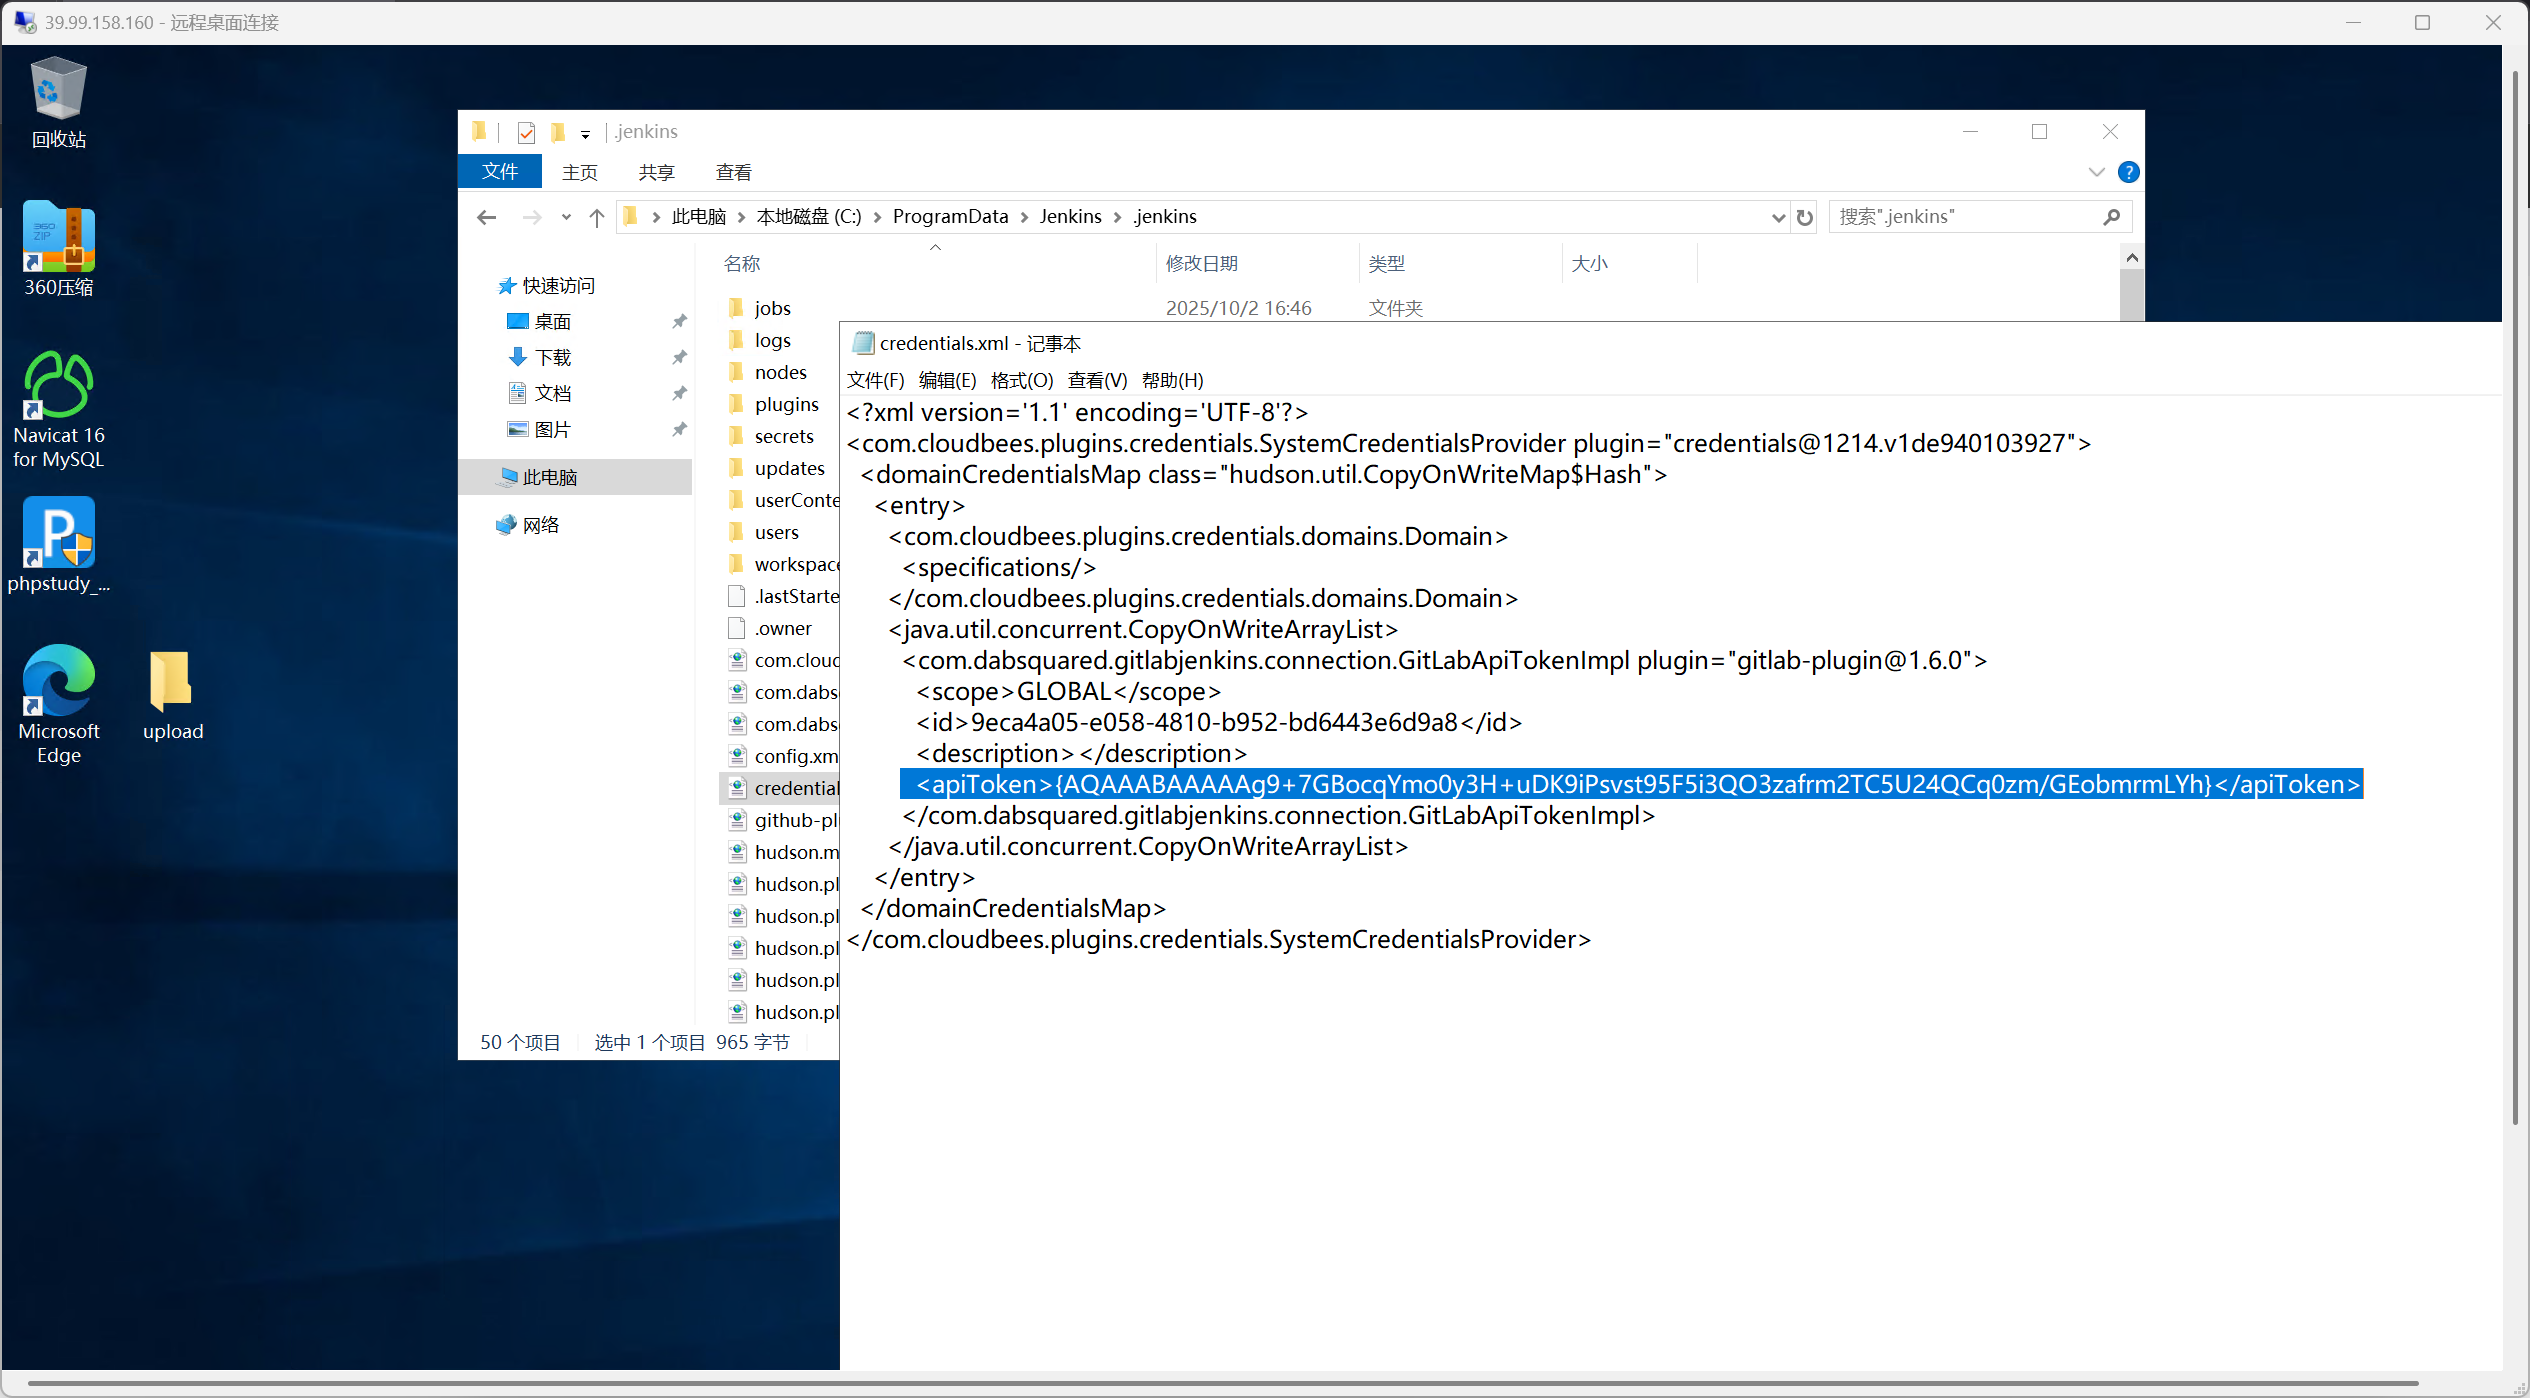 39.99.158.160 - 远程桌面连接
回收站
360压缩
Navicat 16
for MySQL
phpstudy_...
Microsoft
Edge
upload
.jenkins
文件 主页 共享 查看
此电脑 > 本地磁盘 (C:) > ProgramData > Jenkins > .jenkins
搜索".jenkins"
快速访问
桌面
下载
文档
图片
此电脑
网络
名称 修改日期 类型 大小
jobs 2025/10/2 16:46 文件夹
logs
nodes
plugins
secrets
updates
userConte
users
workspace
.lastStarte
.owner
com.cloud
com.dabs
com.dabs
config.xm
credential
github-pl
hudson.m
hudson.pl
hudson.pl
hudson.pl
hudson.pl
hudson.pl
50 个项目 选中 1 个项目 965 字节
credentials.xml - 记事本
文件(F) 编辑(E) 格式(O) 查看(V) 帮助(H)
<?xml version='1.1' encoding='UTF-8'?>
<com.cloudbees.plugins.credentials.SystemCredentialsProvider plugin="credentials@1214.v1de940103927">
<domainCredentialsMap class="hudson.util.CopyOnWriteMap$Hash">
<entry>
<com.cloudbees.plugins.credentials.domains.Domain>
<specifications/>
</com.cloudbees.plugins.credentials.domains.Domain>
<java.util.concurrent.CopyOnWriteArrayList>
<com.dabsquared.gitlabjenkins.connection.GitLabApiTokenImpl plugin="gitlab-plugin@1.6.0">
<scope>GLOBAL</scope>
<id>9eca4a05-e058-4810-b952-bd6443e6d9a8</id>
<description></description>
<apiToken>{AQAAABAAAAAAg9+7GBocqYmo0y3H+uDK9iPsvst95F5i3QO3zafrm2TC5U24QCq0zm/GEobmrmLYh}</apiToken>
</com.dabsquared.gitlabjenkins.connection.GitLabApiTokenImpl>
</java.util.concurrent.CopyOnWriteArrayList>
</entry>
</domainCredentialsMap>
</com.cloudbees.plugins.credentials.SystemCredentialsProvider>